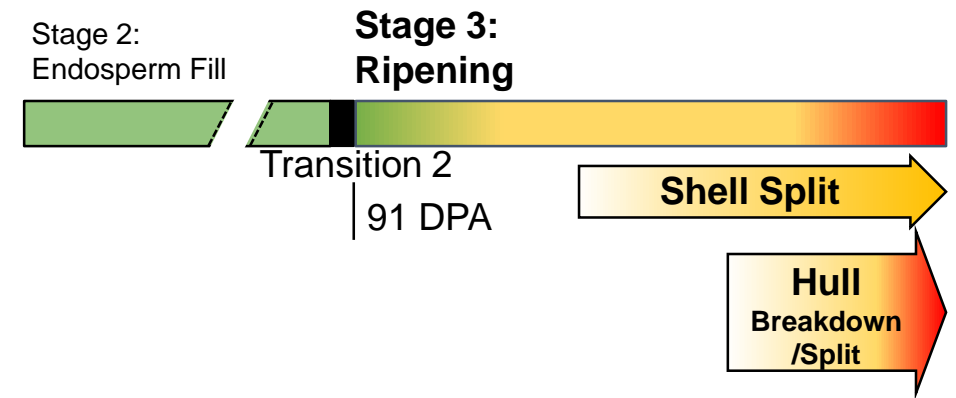 Stage 2:
Endosperm Fill
Stage 3:
Ripening
Transition 2
91 DPA
Shell Split
Hull
Breakdown
/Split